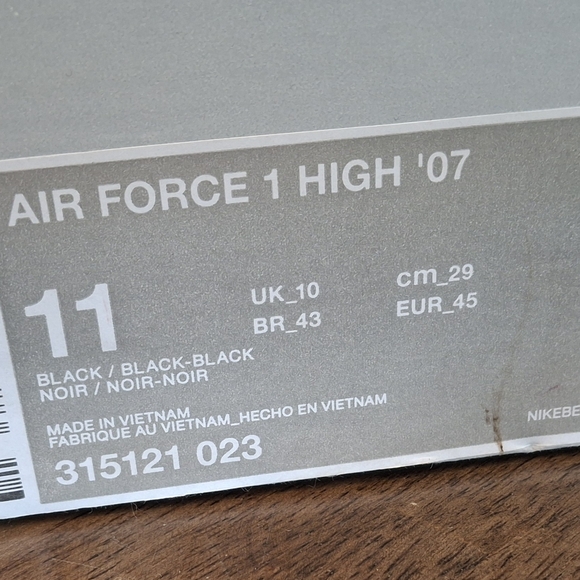 AIR FORCE 1 HIGH '07
11
UK_10
cm_29
BR_43
EUR_45
BLACK / BLACK-BLACK
NOIR / NOIR-NOIR
MADE IN VIETNAM
FABRIQUE AU VIETNAM_HECHO EN VIETNAM
315121 023